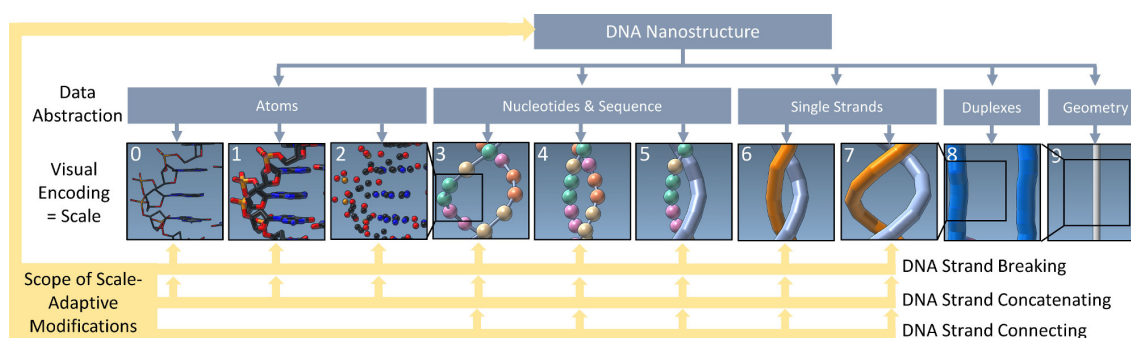 DNA Nanostructure
Data
Abstraction
Atoms
Nucleotides & Sequence
Single Strands
Duplexes
Geometry
Visual
Encoding
= Scale
0
1
2
3
4
5
6
7
8
9
Scope of Scale-
Adaptive
Modifications
DNA Strand Breaking
DNA Strand Concatenating
DNA Strand Connecting